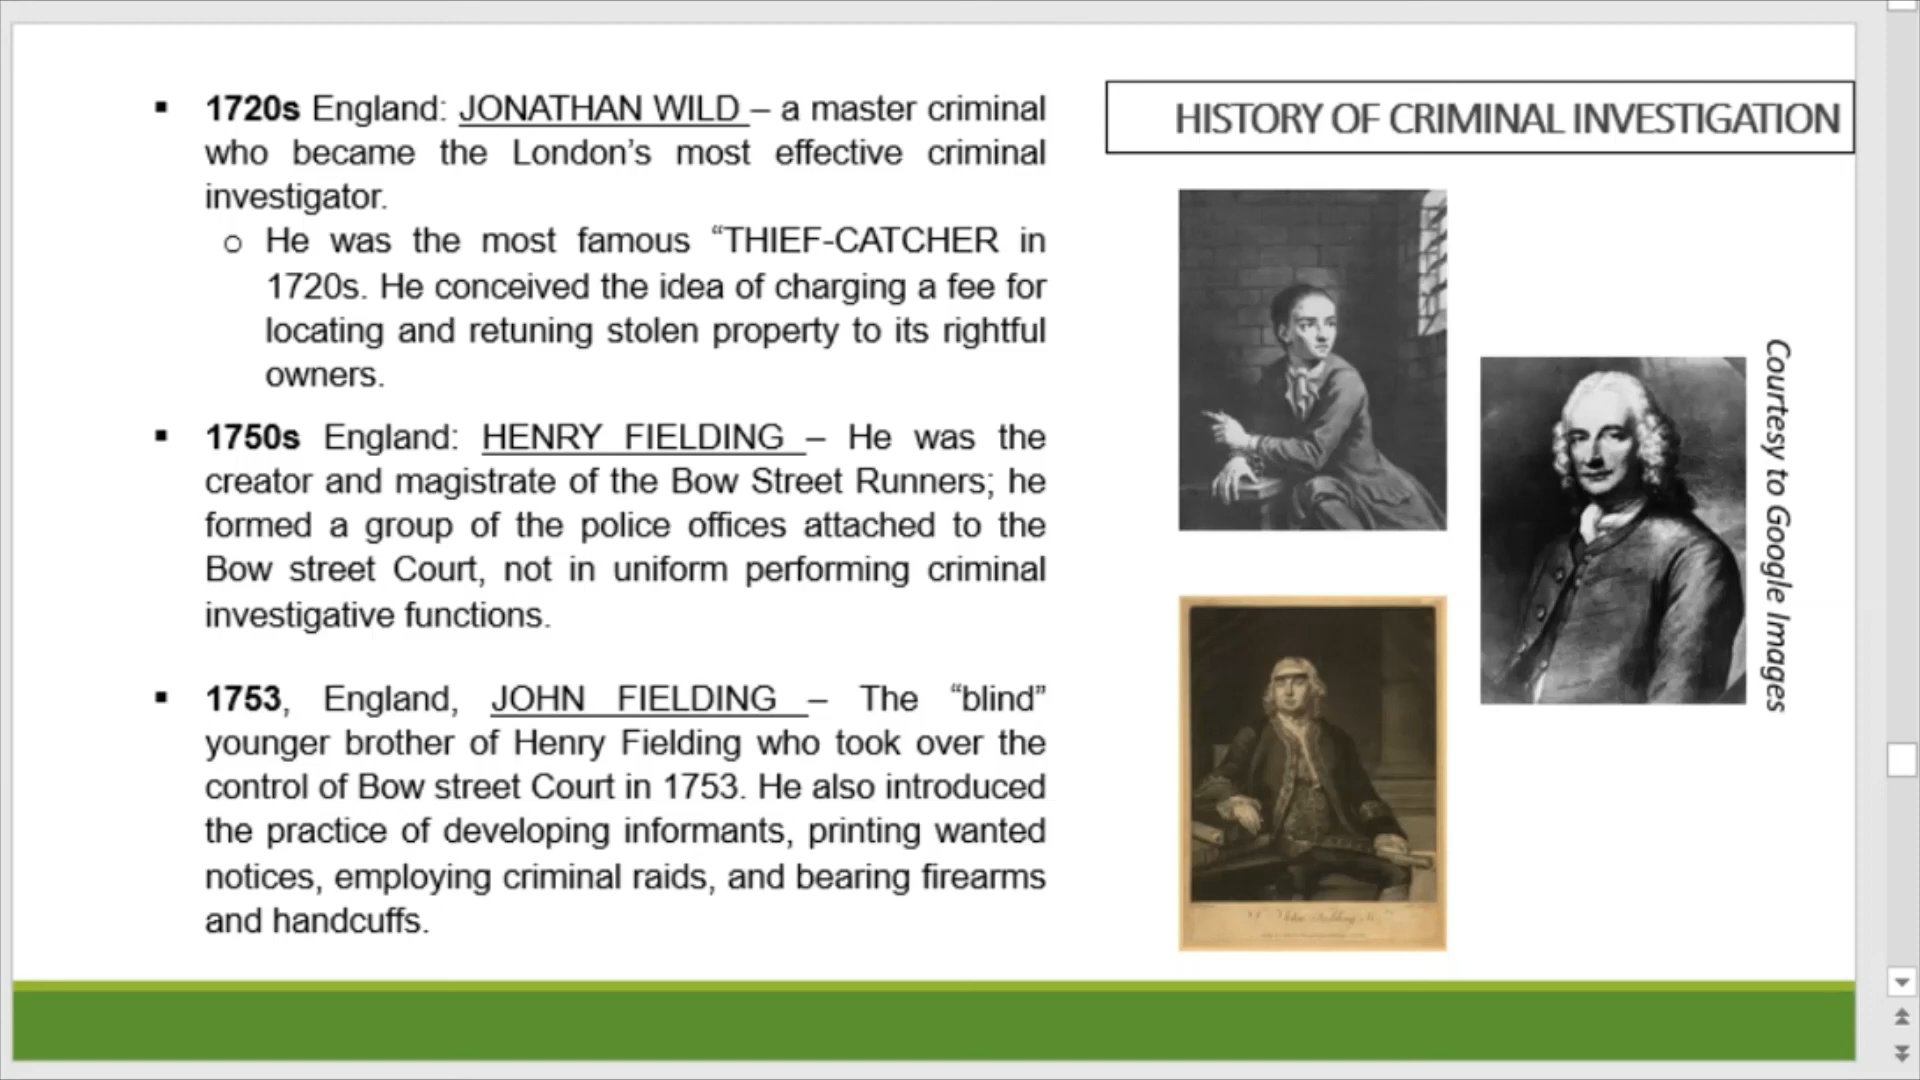 ▪ 1720s England: JONATHAN WILD – a master criminal
who became the London’s most effective criminal
investigator.
o He was the most famous “THIEF-CATCHER in
1720s. He conceived the idea of charging a fee for
locating and retuning stolen property to its rightful
owners.
▪ 1750s England: HENRY FIELDING – He was the
creator and magistrate of the Bow Street Runners; he
formed a group of the police offices attached to the
Bow street Court, not in uniform performing criminal
investigative functions.
▪ 1753, England, JOHN FIELDING – The “blind”
younger brother of Henry Fielding who took over the
control of Bow street Court in 1753. He also introduced
the practice of developing informants, printing wanted
notices, employing criminal raids, and bearing firearms
and handcuffs.
HISTORY OF CRIMINAL INVESTIGATION
Courtesy to Google Images